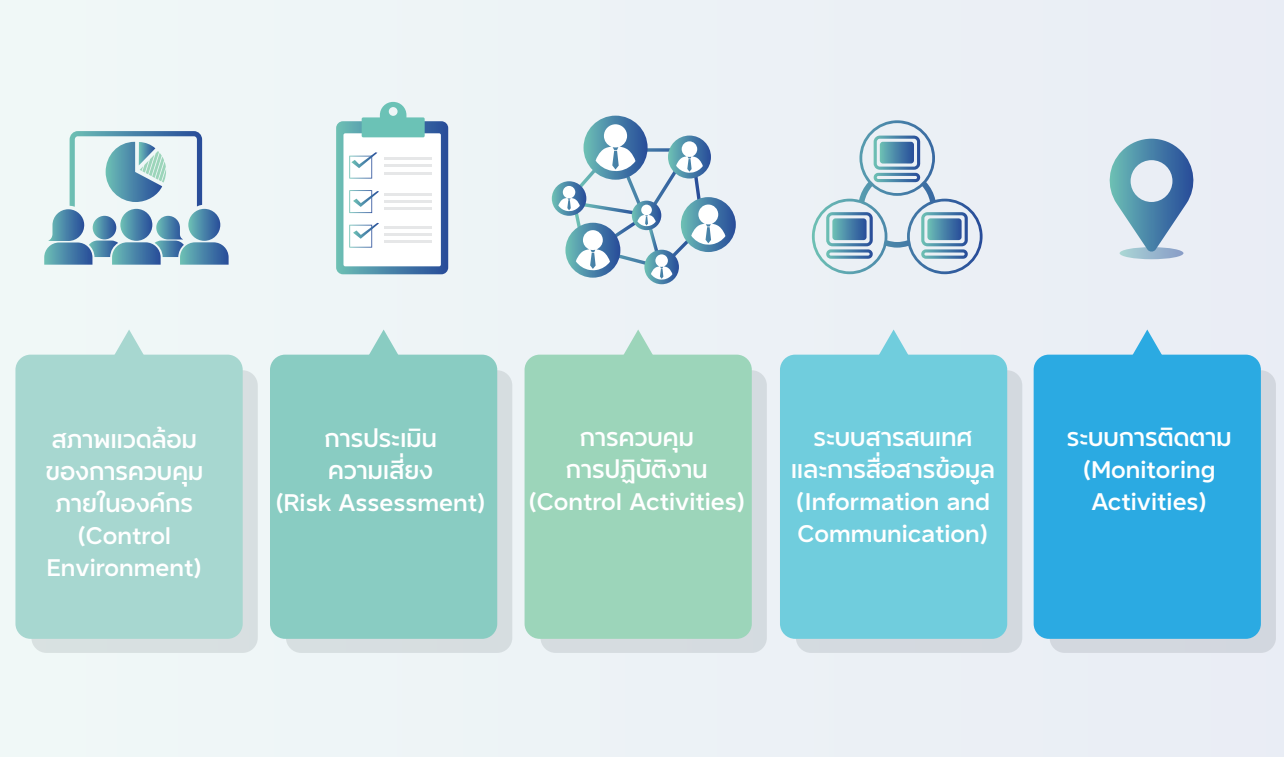 สภาพแวดล้อม
ของการควบคุม
ภายในองค์กร
(Control
Environment)
การประเมิน
ความเสี่ยง
(Risk Assessment)
การควบคุม
การปฏิบัติงาน
(Control Activities)
ระบบสารสนเทศ
และการสื่อสารข้อมูล
(Information and
Communication)
ระบบการติดตาม
(Monitoring
Activities)